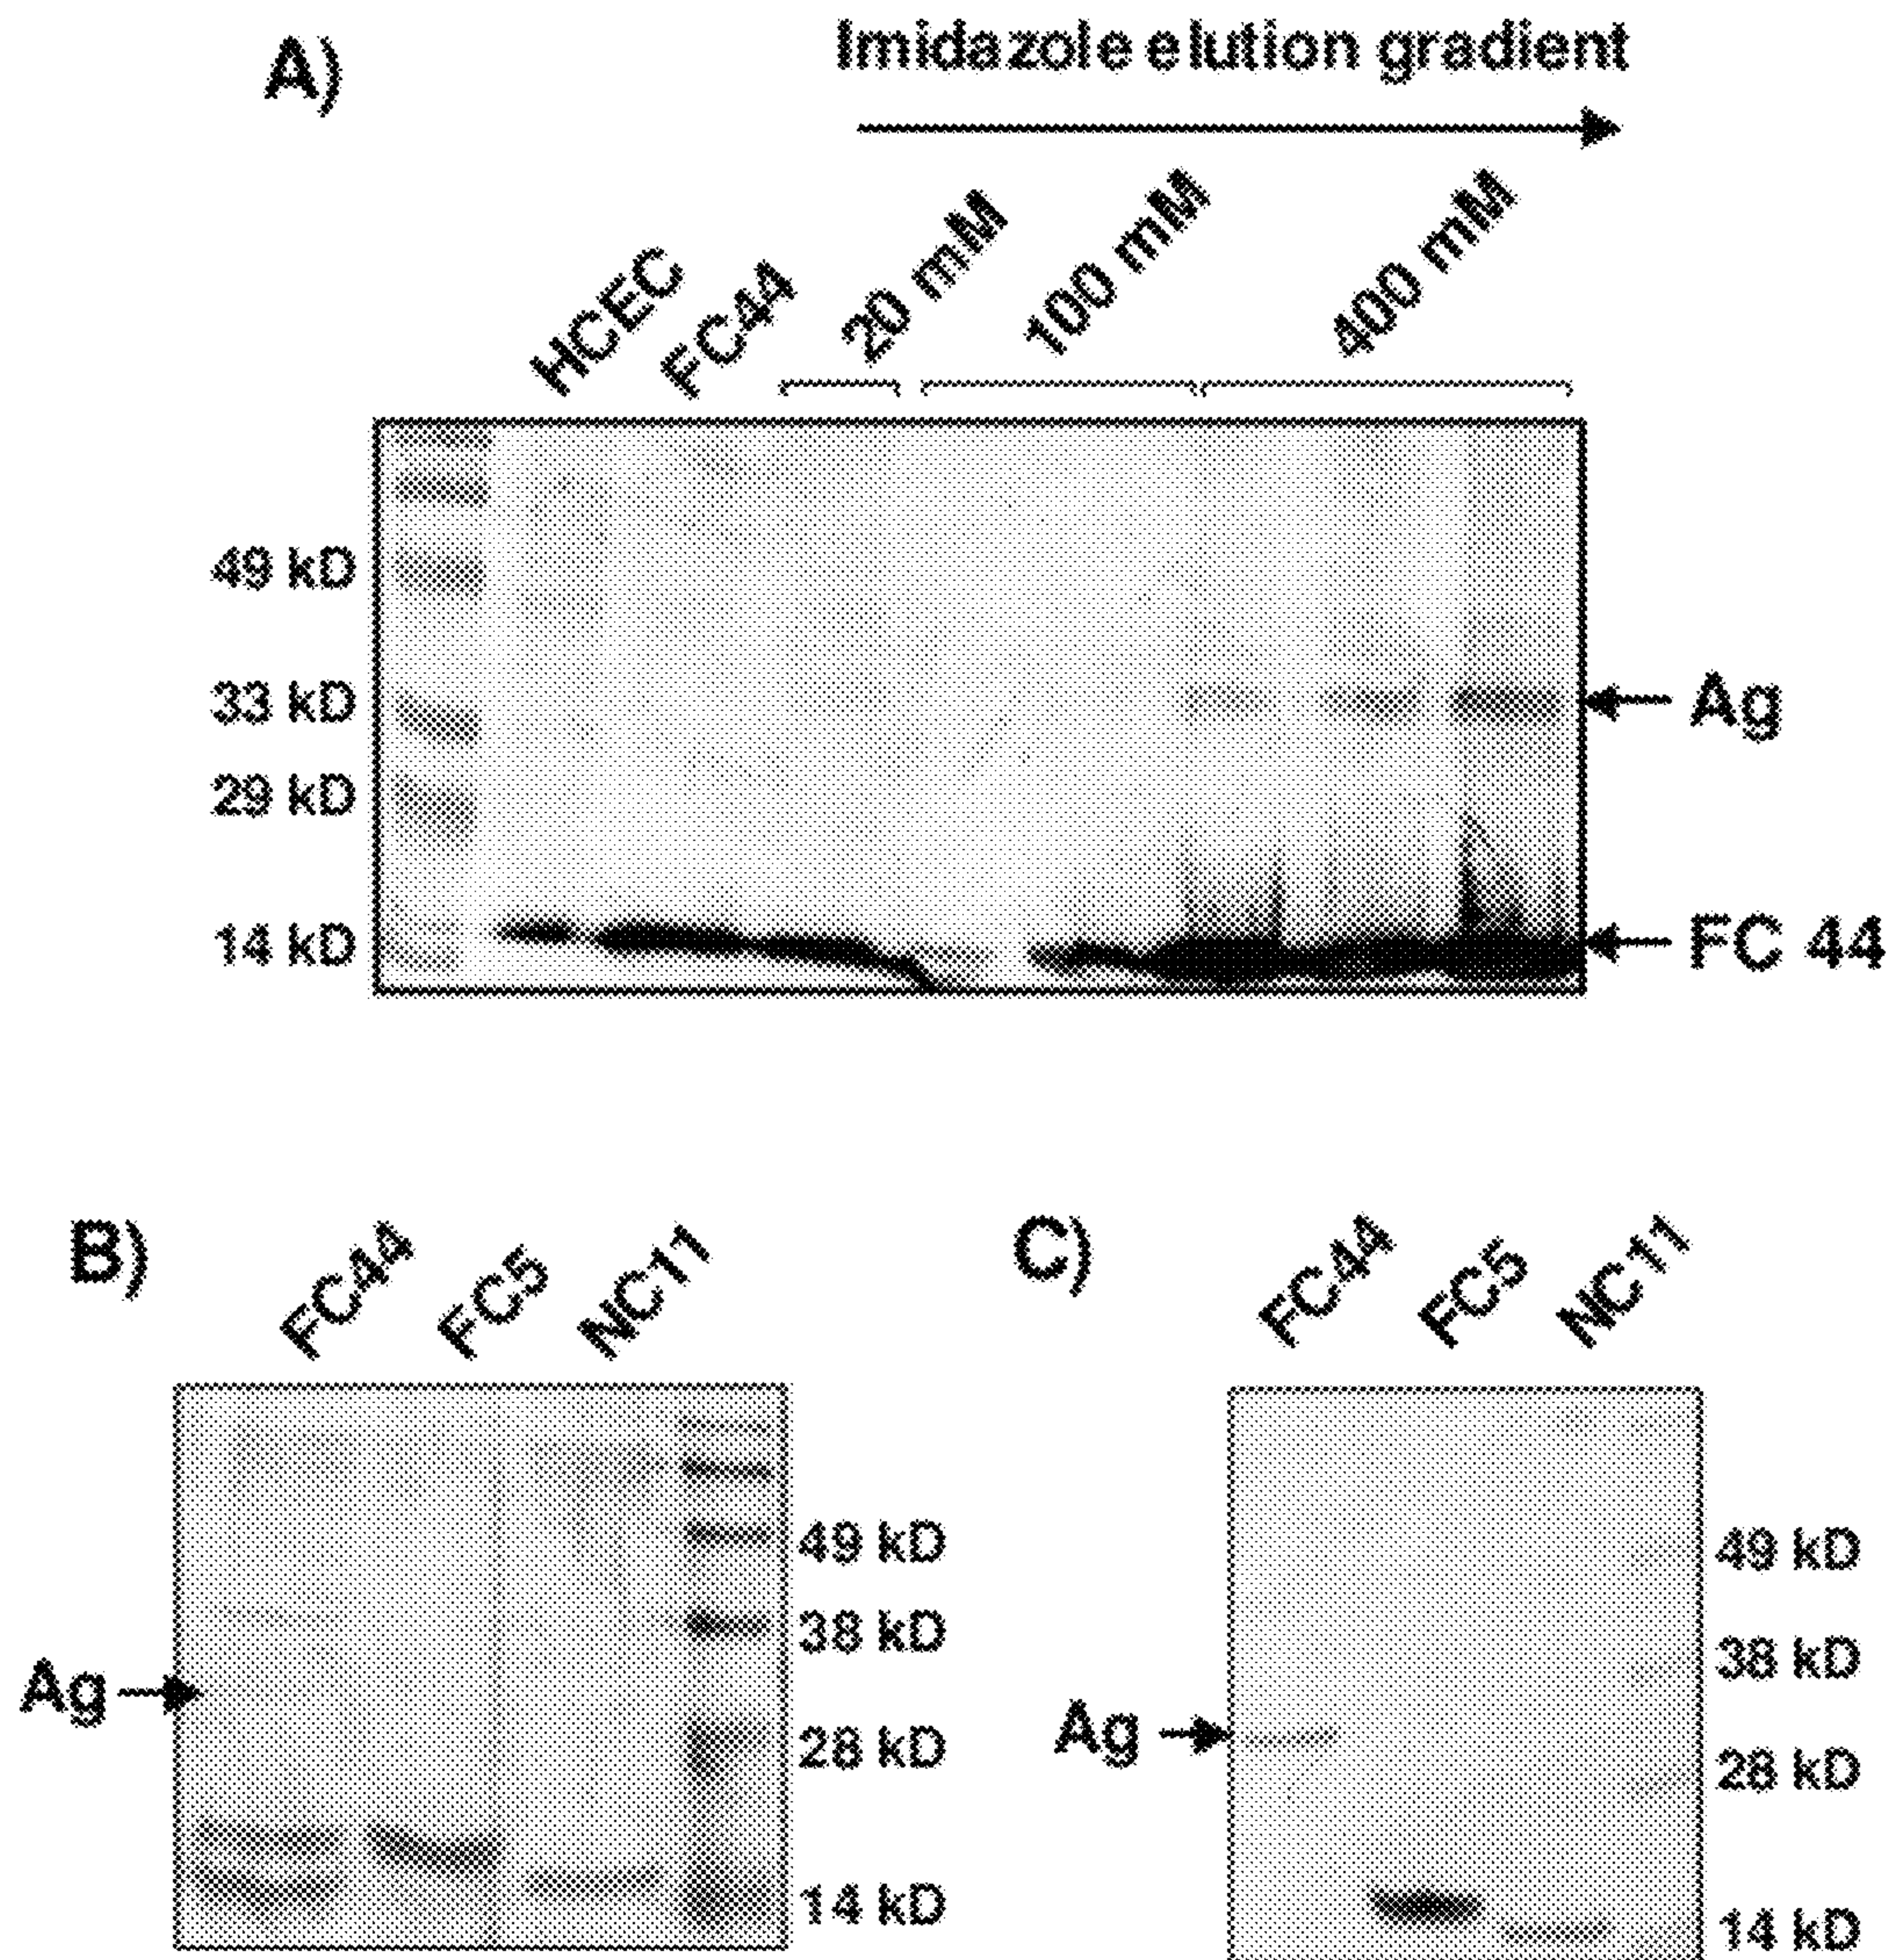 A)
Imidazole elution gradient
HCEC
FC44
20 mM
100 mM
400 mM
49 kD
33 kD
29 kD
14 kD
Ag
FC 44
B)
FC44
FC5
NC11
Ag
49 kD
38 kD
28 kD
14 kD
C)
FC44
FC5
NC11
Ag
49 kD
38 kD
28 kD
14 kD